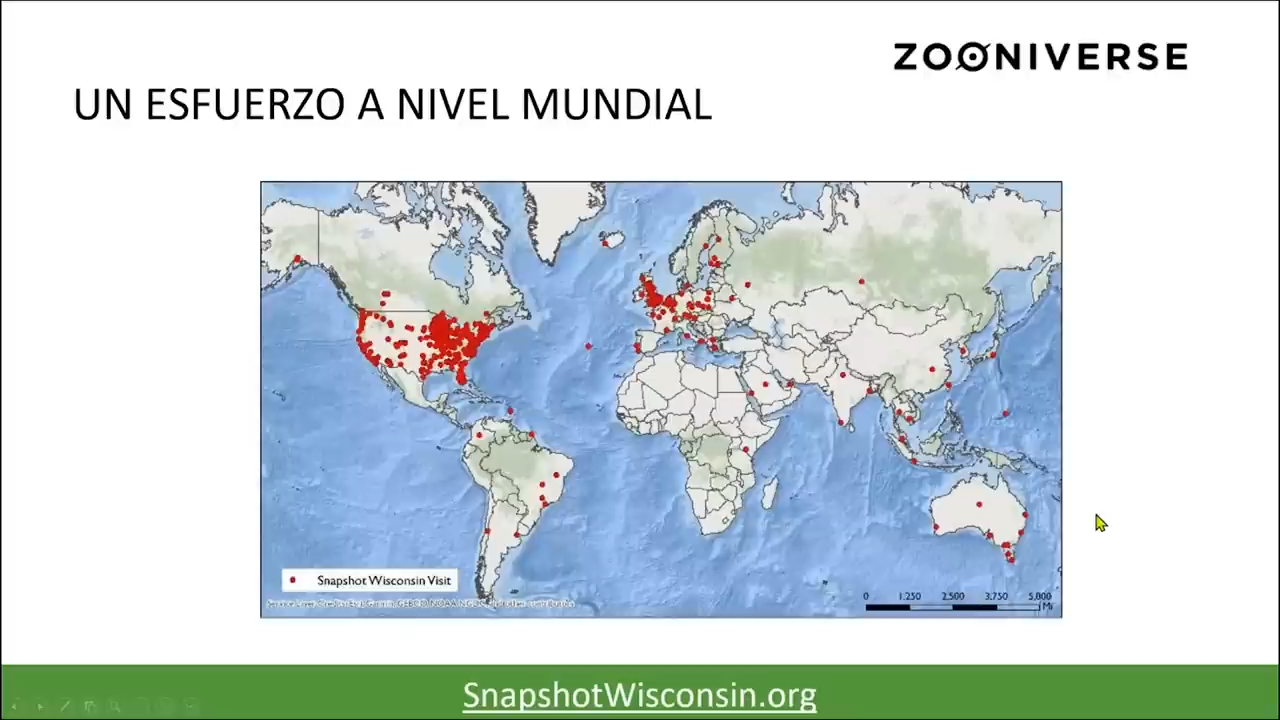 ZOONIVERSE
UN ESFUERZO A NIVEL MUNDIAL
Snapshot Wisconsin Visit
0 1,250 2,500 3,750 5,000
Mi
SnapshotWisconsin.org